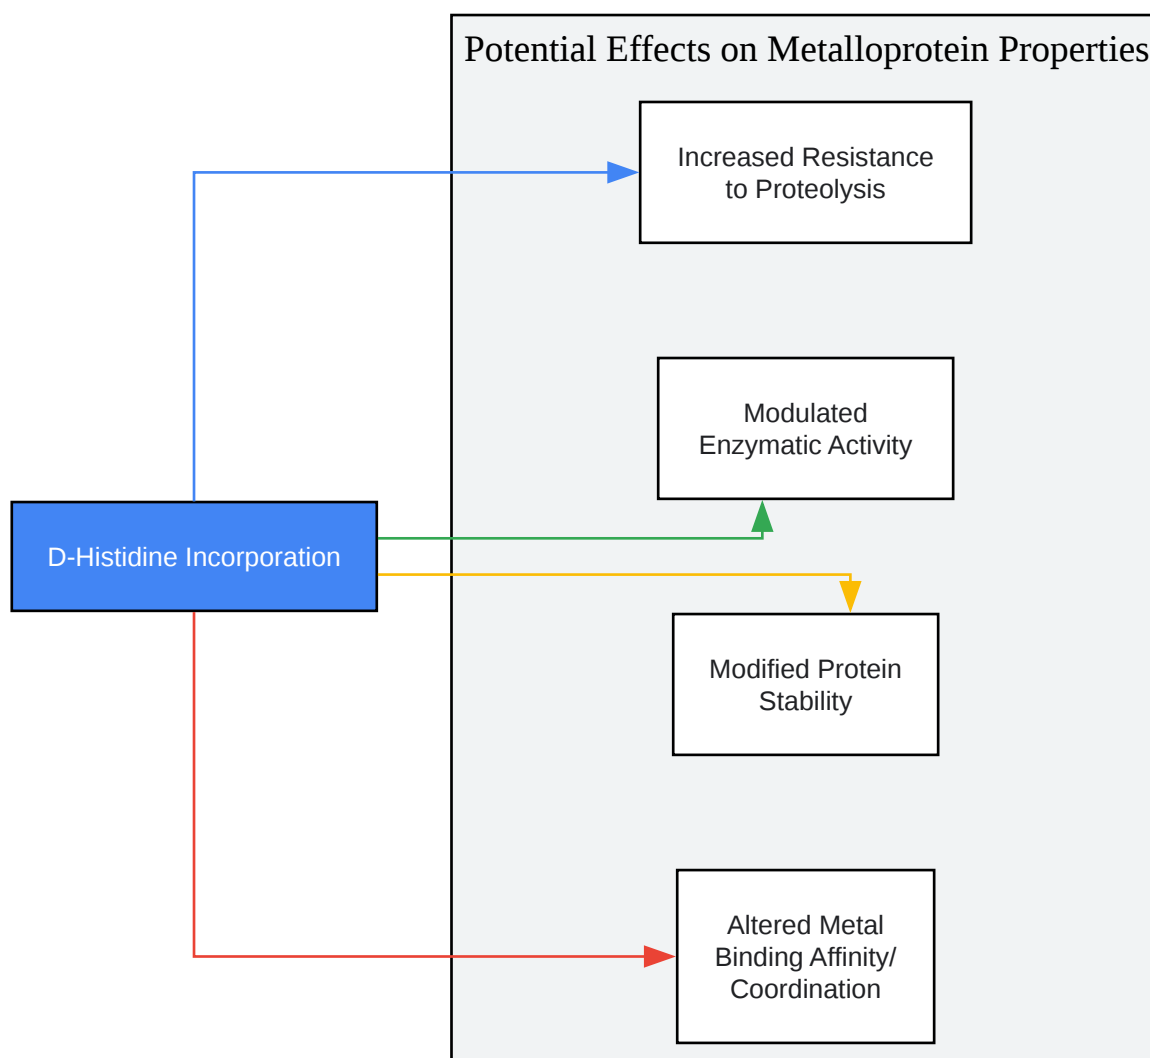 Potential Effects on Metalloprotein Properties
Increased Resistance
to Proteolysis
Modulated
Enzymatic Activity
D-Histidine Incorporation
Modified Protein
Stability
Altered Metal
Binding Affinity/
Coordination